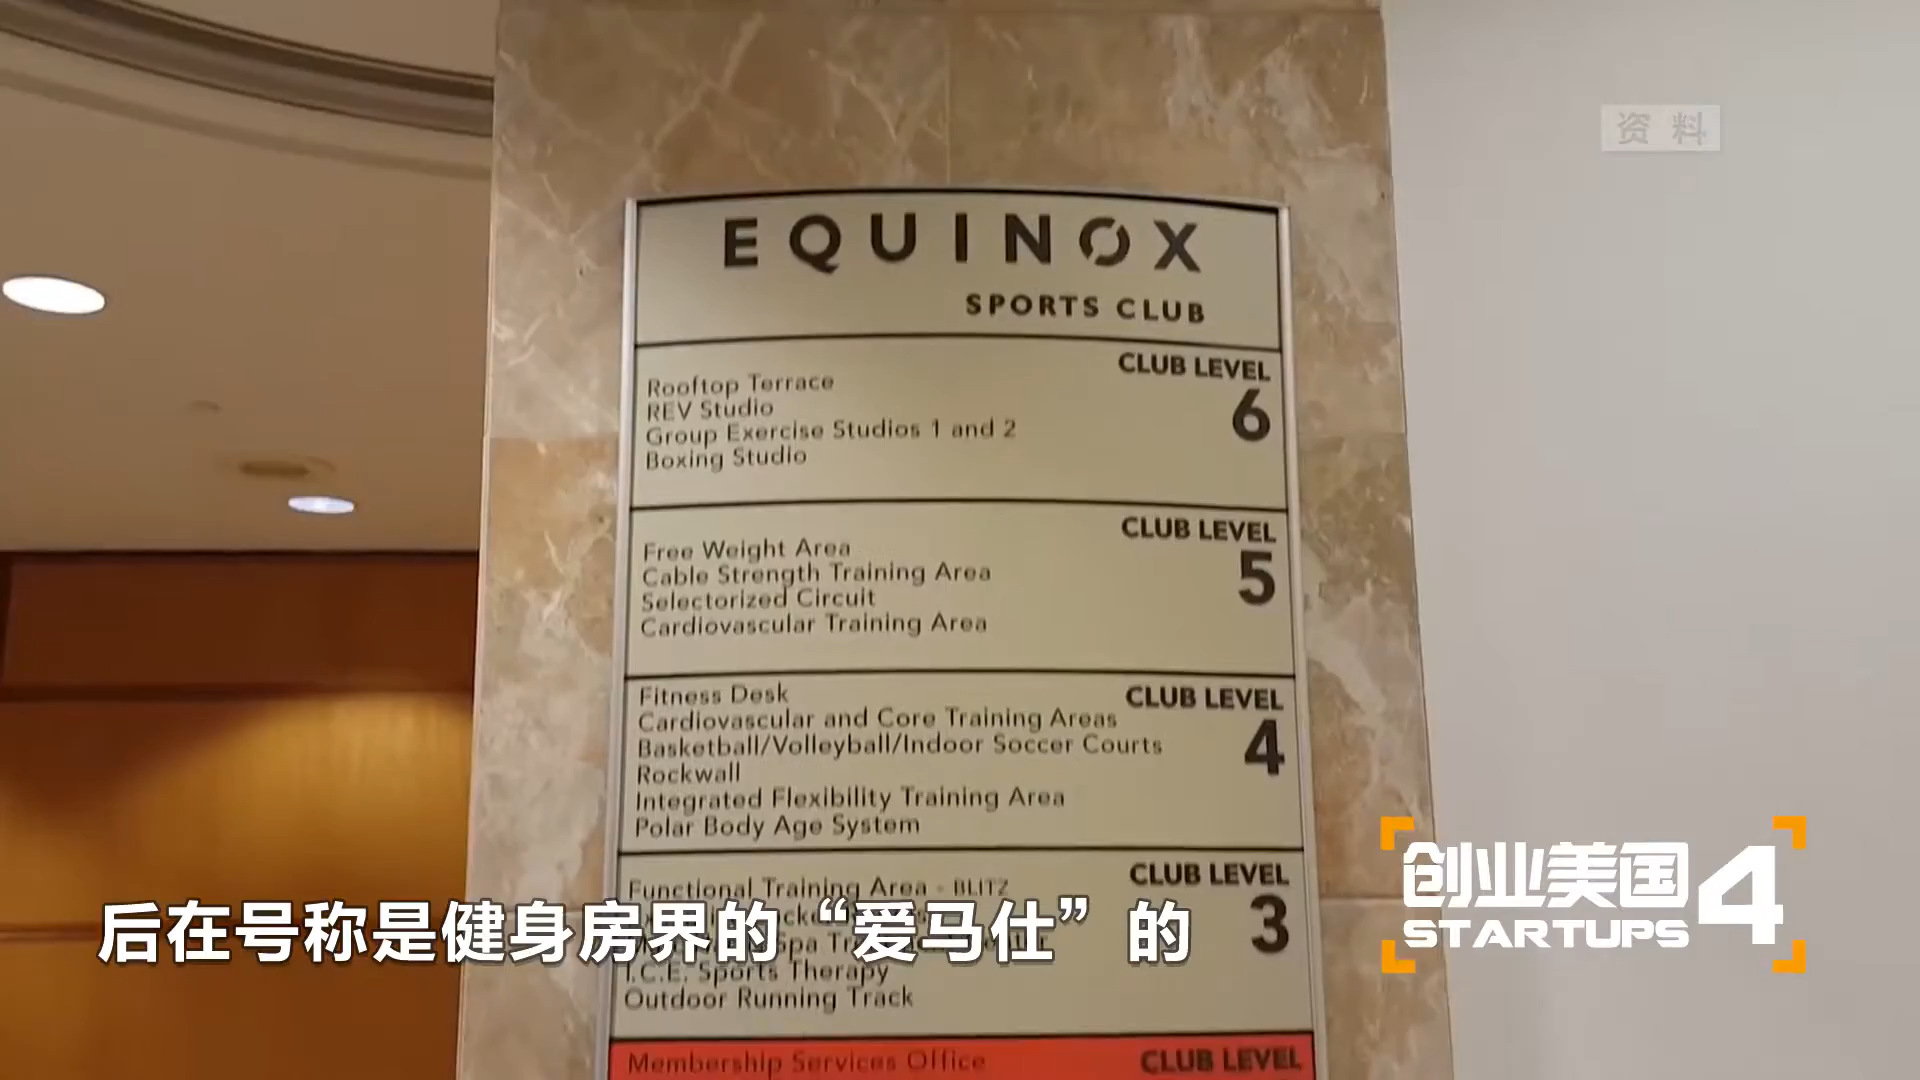 资料
EQUINOX
SPORTS CLUB
CLUB LEVEL
6
Rooftop Terrace
REV Studio
Group Exercise Studios 1 and 2
Boxing Studio
CLUB LEVEL
5
Free Weight Area
Cable Strength Training Area
Selectorized Circuit
Cardiovascular Training Area
CLUB LEVEL
4
Fitness Desk
Cardiovascular and Core Training Areas
Basketball/Volleyball/Indoor Soccer Courts
Rockwall
Integrated Flexibility Training Area
Polar Body Age System
CLUB LEVEL
3
Functional Training Area - BLITZ
Spa
I.C.E. Sports Therapy
Outdoor Running Track
Membership Services Office
CLUB LEVEL
后在号称是健身房界的“爱马仕”的
创业美国4
STARTUPS